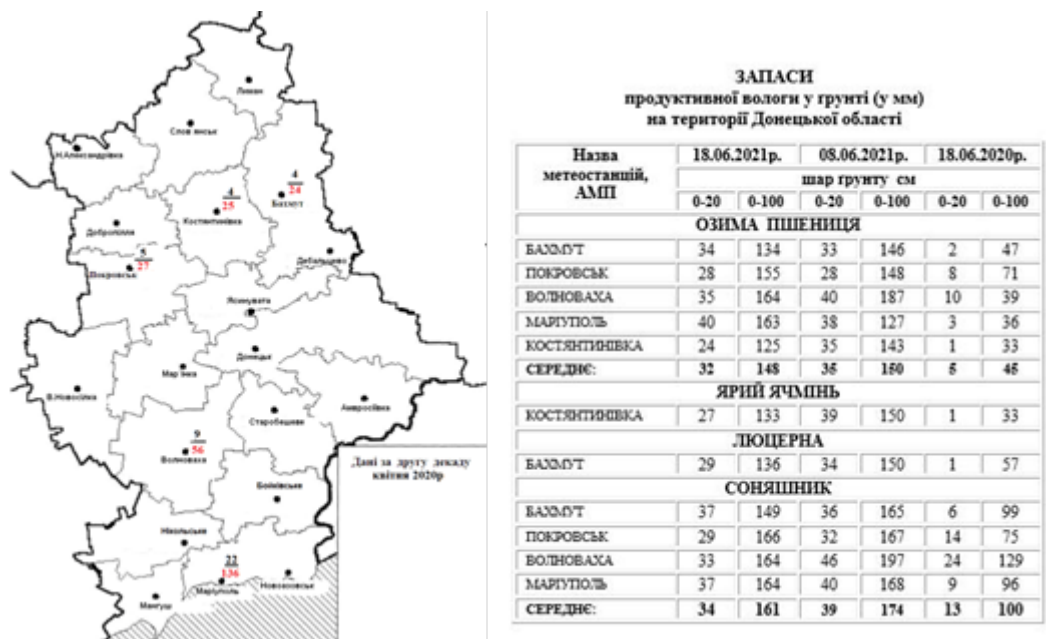 Лиман
Слов'янськ
Н.Александрівка
4
24
Бахмут
4
25
Костянтинівка
Добропілля
5
27
Покровськ
Дебальцево
Ясинувата
Донецьк
Мар'їнка
В.Новосілка
Амвросіївка
Старобешеве
9
56
Волноваха
Дані за другу декаду
квітня 2020р
Бойківське
Нікольське
22
136
Маріуполь
Новоазовськ
Мангуш
ЗАПАСИ
продуктивної вологи у грунті (у мм)
на території Донецької області
Назва метеостанцій, АМП 18.06.2021р. 08.06.2021р. 18.06.2020р.
шар грунту см
0-20 0-100 0-20 0-100 0-20 0-100
ОЗИМА ПШЕНИЦЯ
БАХМУТ 34 134 33 146 2 47
ПОКРОВСЬК 28 155 28 148 8 71
ВОЛНОВАХА 35 164 40 187 10 39
МАРІУПОЛЬ 40 163 38 127 3 36
КОСТЯНТИНІВКА 24 125 35 143 1 33
СЕРЕДНЄ: 32 148 35 150 5 45
ЯРИЙ ЯЧМІНЬ
КОСТЯНТИНІВКА 27 133 39 150 1 33
ЛЮЦЕРНА
БАХМУТ 29 136 34 150 1 57
СОНЯШНИК
БАХМУТ 37 149 36 165 6 99
ПОКРОВСЬК 29 166 32 167 14 75
ВОЛНОВАХА 33 164 46 197 24 129
МАРІУПОЛЬ 37 164 40 168 9 96
СЕРЕДНЄ: 34 161 39 174 13 100